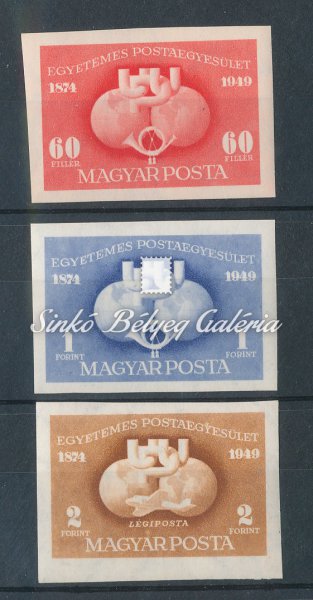 EGYETEMES POSTAEGYESÜLET
1874 1949
60 60
FILLÉR FILLÉR
MAGYAR POSTA
EGYETEMES POSTAEGYESÜLET
1874 1949
Sinkó Bélyeg Galéria
1 1
FORINT FORINT
MAGYAR POSTA
EGYETEMES POSTAEGYESÜLET
1874 1949
LÉGIPOSTA
2 2
FORINT FORINT
MAGYAR POSTA